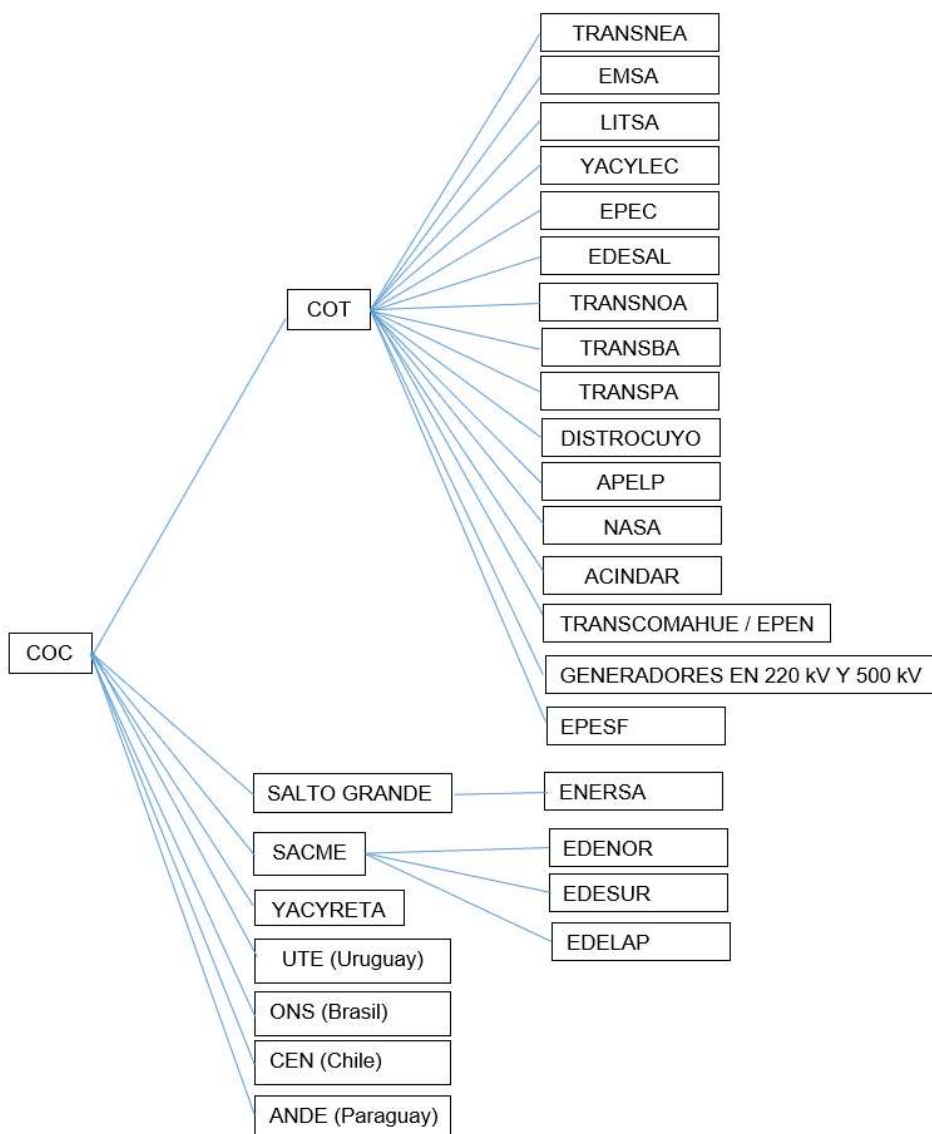 TRANSNEA
EMSA
LITSA
YACYLEC
EPEC
EDESAL
COT
TRANSNOA
TRANSBA
TRANSPA
DISTROCUYO
APELP
NASA
ACINDAR
TRANSCOMAHUE / EPEN
COC
GENERADORES EN 220 kV Y 500 kV
EPESF
SALTO GRANDE
ENERSA
SACME
EDENOR
EDESUR
YACYRETA
EDELAP
UTE (Uruguay)
ONS (Brasil)
CEN (Chile)
ANDE (Paraguay)